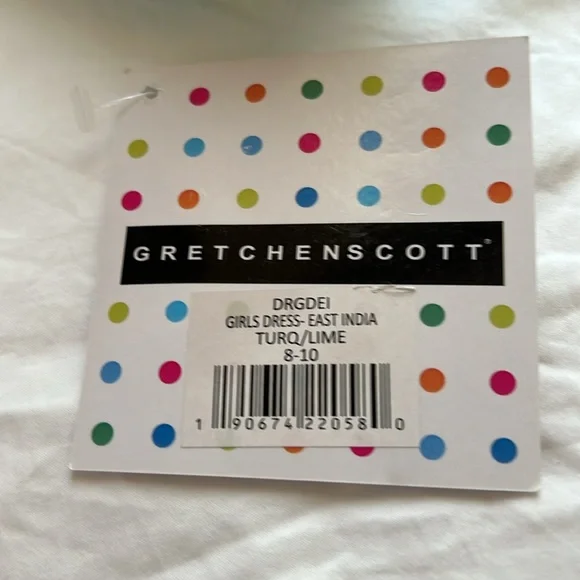 GRETCHENSCOTT®
DRGDEI
GIRLS DRESS- EAST INDIA
TURQ/LIME
8-10
1 90674 22058 0